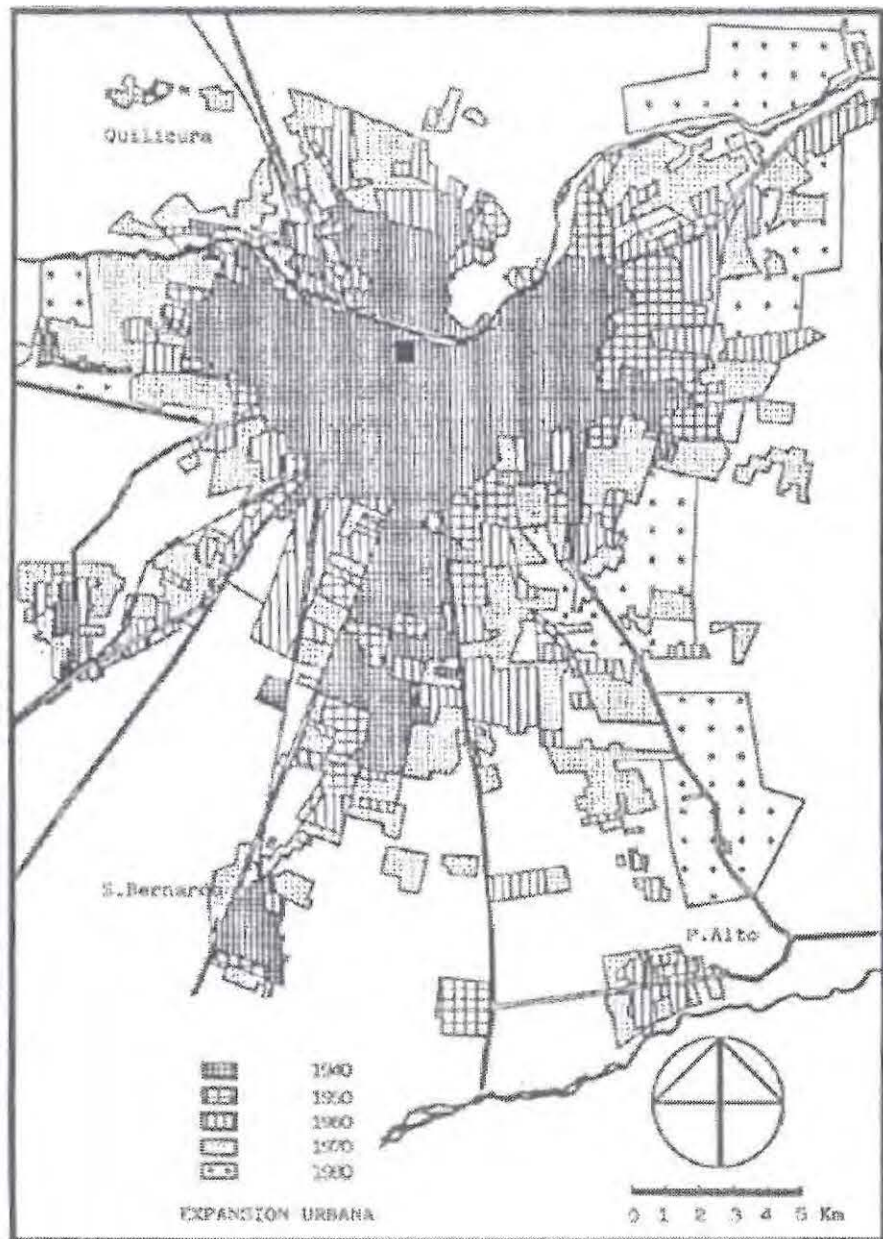 Quilicura
S.Bernardo
P.Alto
1940
1950
1960
1970
1980
EXPANSION URBANA
0 1 2 3 4 5 Km